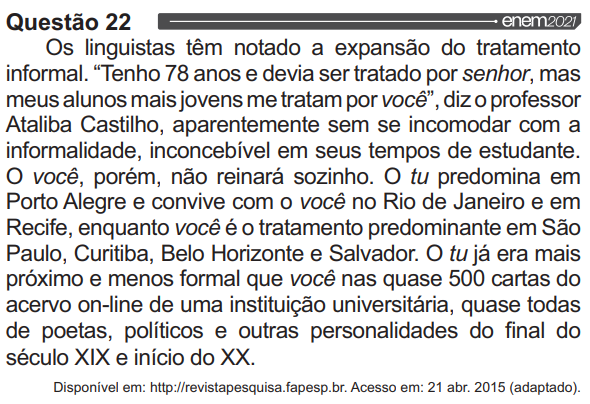 Questão 22
enem2021
Os linguistas têm notado a expansão do tratamento
informal. “Tenho 78 anos e devia ser tratado por senhor, mas
meus alunos mais jovens me tratam por você”, diz o professor
Ataliba Castilho, aparentemente sem se incomodar com a
informalidade, inconcebível em seus tempos de estudante.
O você, porém, não reinará sozinho. O tu predomina em
Porto Alegre e convive com o você no Rio de Janeiro e em
Recife, enquanto você é o tratamento predominante em São
Paulo, Curitiba, Belo Horizonte e Salvador. O tu já era mais
próximo e menos formal que você nas quase 500 cartas do
acervo on-line de uma instituição universitária, quase todas
de poetas, políticos e outras personalidades do final do
século XIX e início do XX.
Disponível em: http://revistapesquisa.fapesp.br. Acesso em: 21 abr. 2015 (adaptado).